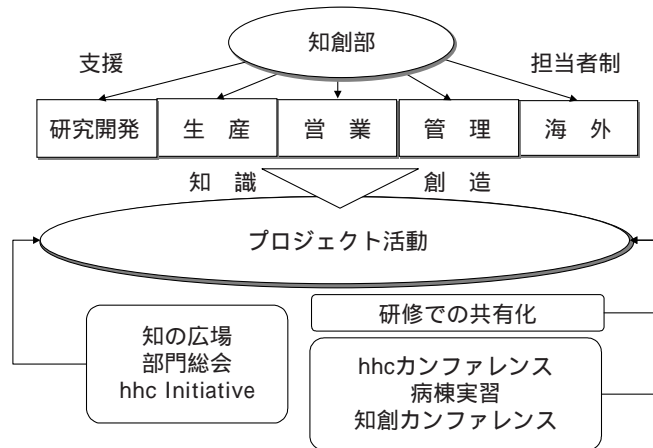 知創部
支援
担当者制
研究開発
生 産
営 業
管 理
海 外
知 識
創 造
プロジェクト活動
知の広場
部門総会
hhc Initiative
研修での共有化
hhcカンファレンス
病棟実習
知創カンファレンス